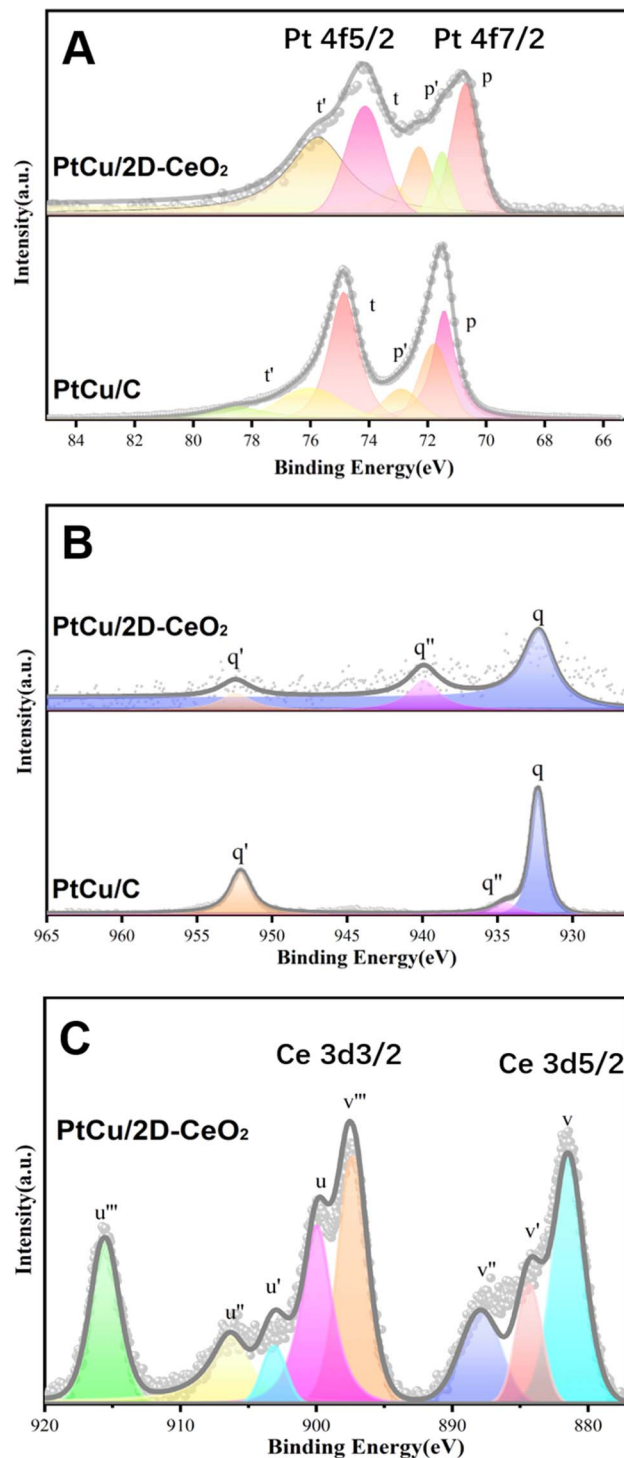 A
Pt 4f5/2 Pt 4f7/2
t' t p' p
PtCu/2D-CeO₂
t' t p' p
PtCu/C
Intensity(a.u.)
84 82 80 78 76 74 72 70 68 66
Binding Energy(eV)
B
PtCu/2D-CeO₂
q' q'' q
PtCu/C
q' q'' q
Intensity(a.u.)
965 960 955 950 945 940 935 930
Binding Energy(eV)
C
Ce 3d3/2 Ce 3d5/2
PtCu/2D-CeO₂
u''' u'' u' u v''' v'' v' v
Intensity(a.u.)
920 910 900 890 880
Binding Energy(eV)